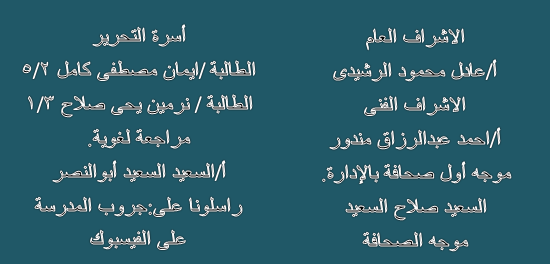 الاشراف العام
أ/عادل محمود الرشيدى
الاشراف الفنى
أ/احمد عبدالرزاق مندور
موجه أول صحافة بالإدارة.
السعيد صلاح السعيد
موجه الصحافة
أسرة التحرير
الطالبة /ايمان مصطفى كامل ٥/٢
الطالبة / نرمين يحى صلاح ١/٣
مراجعة لغوية.
أ/السعيد السعيد أبوالنصر
راسلونا على:جروب المدرسة
على الفيسبوك